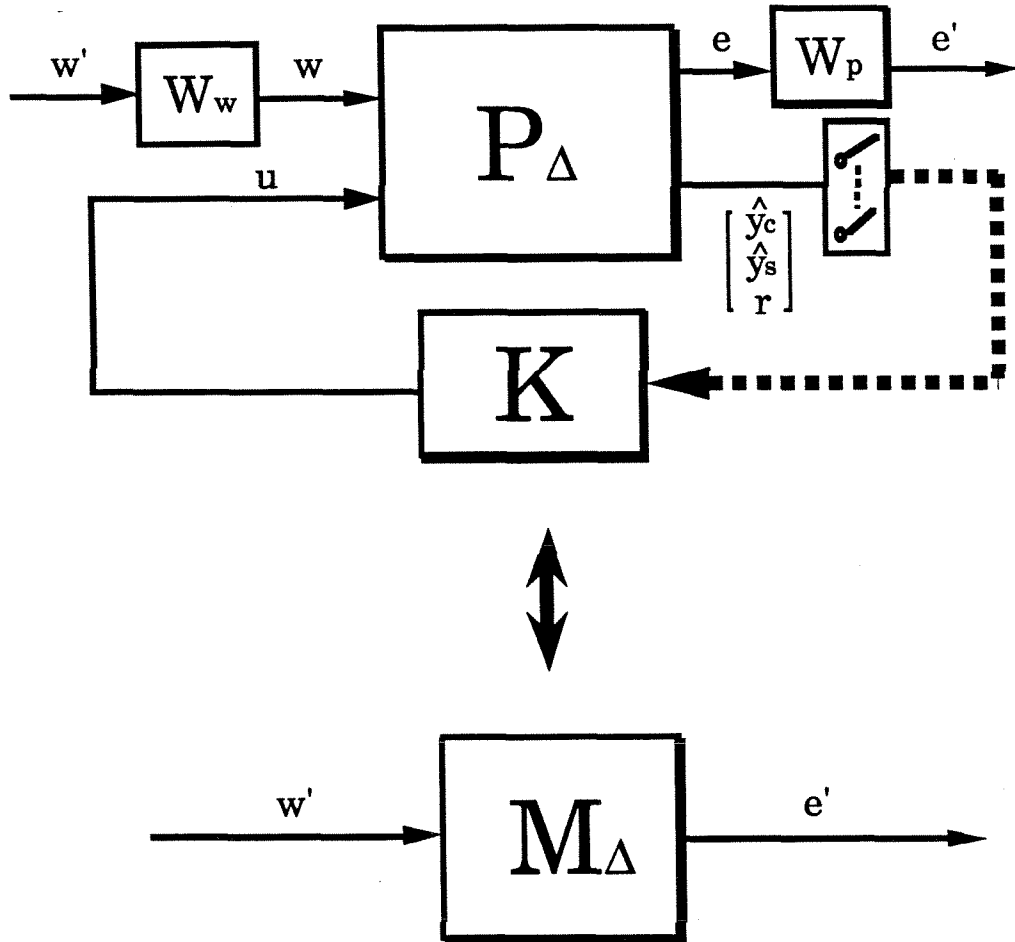 w' W_w w P_Δ e W_p e'
u
[ ŷ_c
ŷ_s
r ]
K
w' M_Δ e'